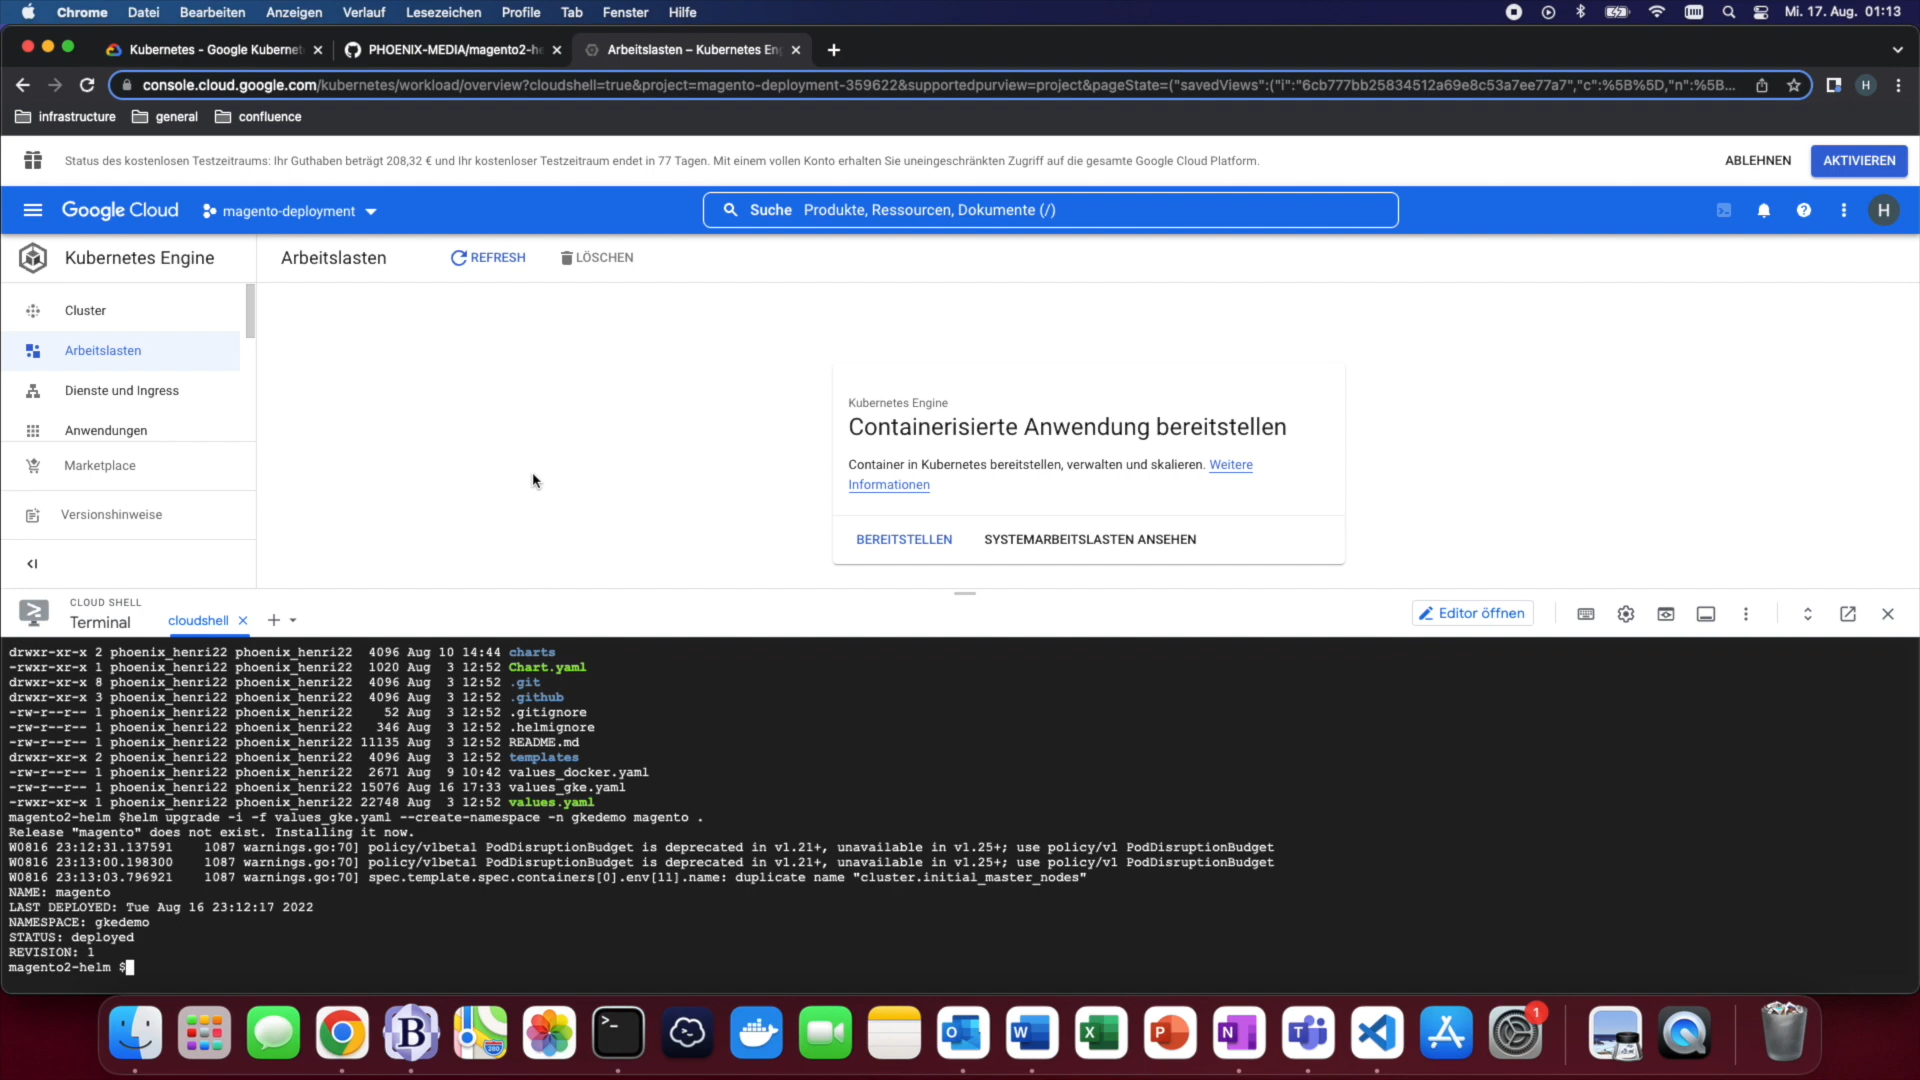 Chrome Datei Bearbeiten Anzeigen Verlauf Lesezeichen Profile Tab Fenster Hilfe Mi. 17. Aug. 01:13
Kubernetes - Google Kubernet PHOENIX-MEDIA/magento2-he Arbeitslasten – Kubernetes Eng
console.cloud.google.com/kubernetes/workload/overview?cloudshell=true&project=magento-deployment-359622&supportedpurview=project&pageState=("savedViews":("i":"6cb777bb25834512a69e8c53a7ee77a7","c":%5B%5D,"n":%5B...
H
infrastructure general confluence
Status des kostenlosen Testzeitraums: Ihr Guthaben beträgt 208,32 € und Ihr kostenloser Testzeitraum endet in 77 Tagen. Mit einem vollen Konto erhalten Sie uneingeschränkten Zugriff auf die gesamte Google Cloud Platform.
ABLEHNEN AKTIVIEREN
Google Cloud magento-deployment Suche Produkte, Ressourcen, Dokumente (/) H
Kubernetes Engine Arbeitslasten REFRESH LÖSCHEN
Cluster
Arbeitslasten
Dienste und Ingress
Anwendungen
Marketplace
Versionshinweise
Kubernetes Engine
Containerisierte Anwendung bereitstellen
Container in Kubernetes bereitstellen, verwalten und skalieren. Weitere
Informationen
BEREITSTELLEN SYSTEMARBEITSLASTEN ANSEHEN
CLOUD SHELL
Terminal cloudshell Editor öffnen
drwxr-xr-x 2 phoenix_henri22 phoenix_henri22 4096 Aug 10 14:44 charts
-rwxr-xr-x 1 phoenix_henri22 phoenix_henri22 1020 Aug 3 12:52 Chart.yaml
drwxr-xr-x 8 phoenix_henri22 phoenix_henri22 4096 Aug 3 12:52 .git
drwxr-xr-x 3 phoenix_henri22 phoenix_henri22 4096 Aug 3 12:52 .github
-rw-r--r-- 1 phoenix_henri22 phoenix_henri22 52 Aug 3 12:52 .gitignore
-rw-r--r-- 1 phoenix_henri22 phoenix_henri22 346 Aug 3 12:52 .helmignore
-rw-r--r-- 1 phoenix_henri22 phoenix_henri22 11135 Aug 3 12:52 README.md
drwxr-xr-x 2 phoenix_henri22 phoenix_henri22 4096 Aug 3 12:52 templates
-rw-r--r-- 1 phoenix_henri22 phoenix_henri22 2671 Aug 9 10:42 values_docker.yaml
-rw-r--r-- 1 phoenix_henri22 phoenix_henri22 15076 Aug 16 17:33 values_gke.yaml
-rwxr-xr-x 1 phoenix_henri22 phoenix_henri22 22748 Aug 3 12:52 values.yaml
magento2-helm $helm upgrade -i -f values_gke.yaml --create-namespace -n gkedemo magento .
Release "magento" does not exist. Installing it now.
W0816 23:12:31.137591 1087 warnings.go:70] policy/v1beta1 PodDisruptionBudget is deprecated in v1.21+, unavailable in v1.25+; use policy/v1 PodDisruptionBudget
W0816 23:13:00.198300 1087 warnings.go:70] policy/v1beta1 PodDisruptionBudget is deprecated in v1.21+, unavailable in v1.25+; use policy/v1 PodDisruptionBudget
W0816 23:13:03.796921 1087 warnings.go:70] spec.template.spec.containers[0].env[11].name: duplicate name "cluster.initial_master_nodes"
NAME: magento
LAST DEPLOYED: Tue Aug 16 23:12:17 2022
NAMESPACE: gkedemo
STATUS: deployed
REVISION: 1
magento2-helm $
1